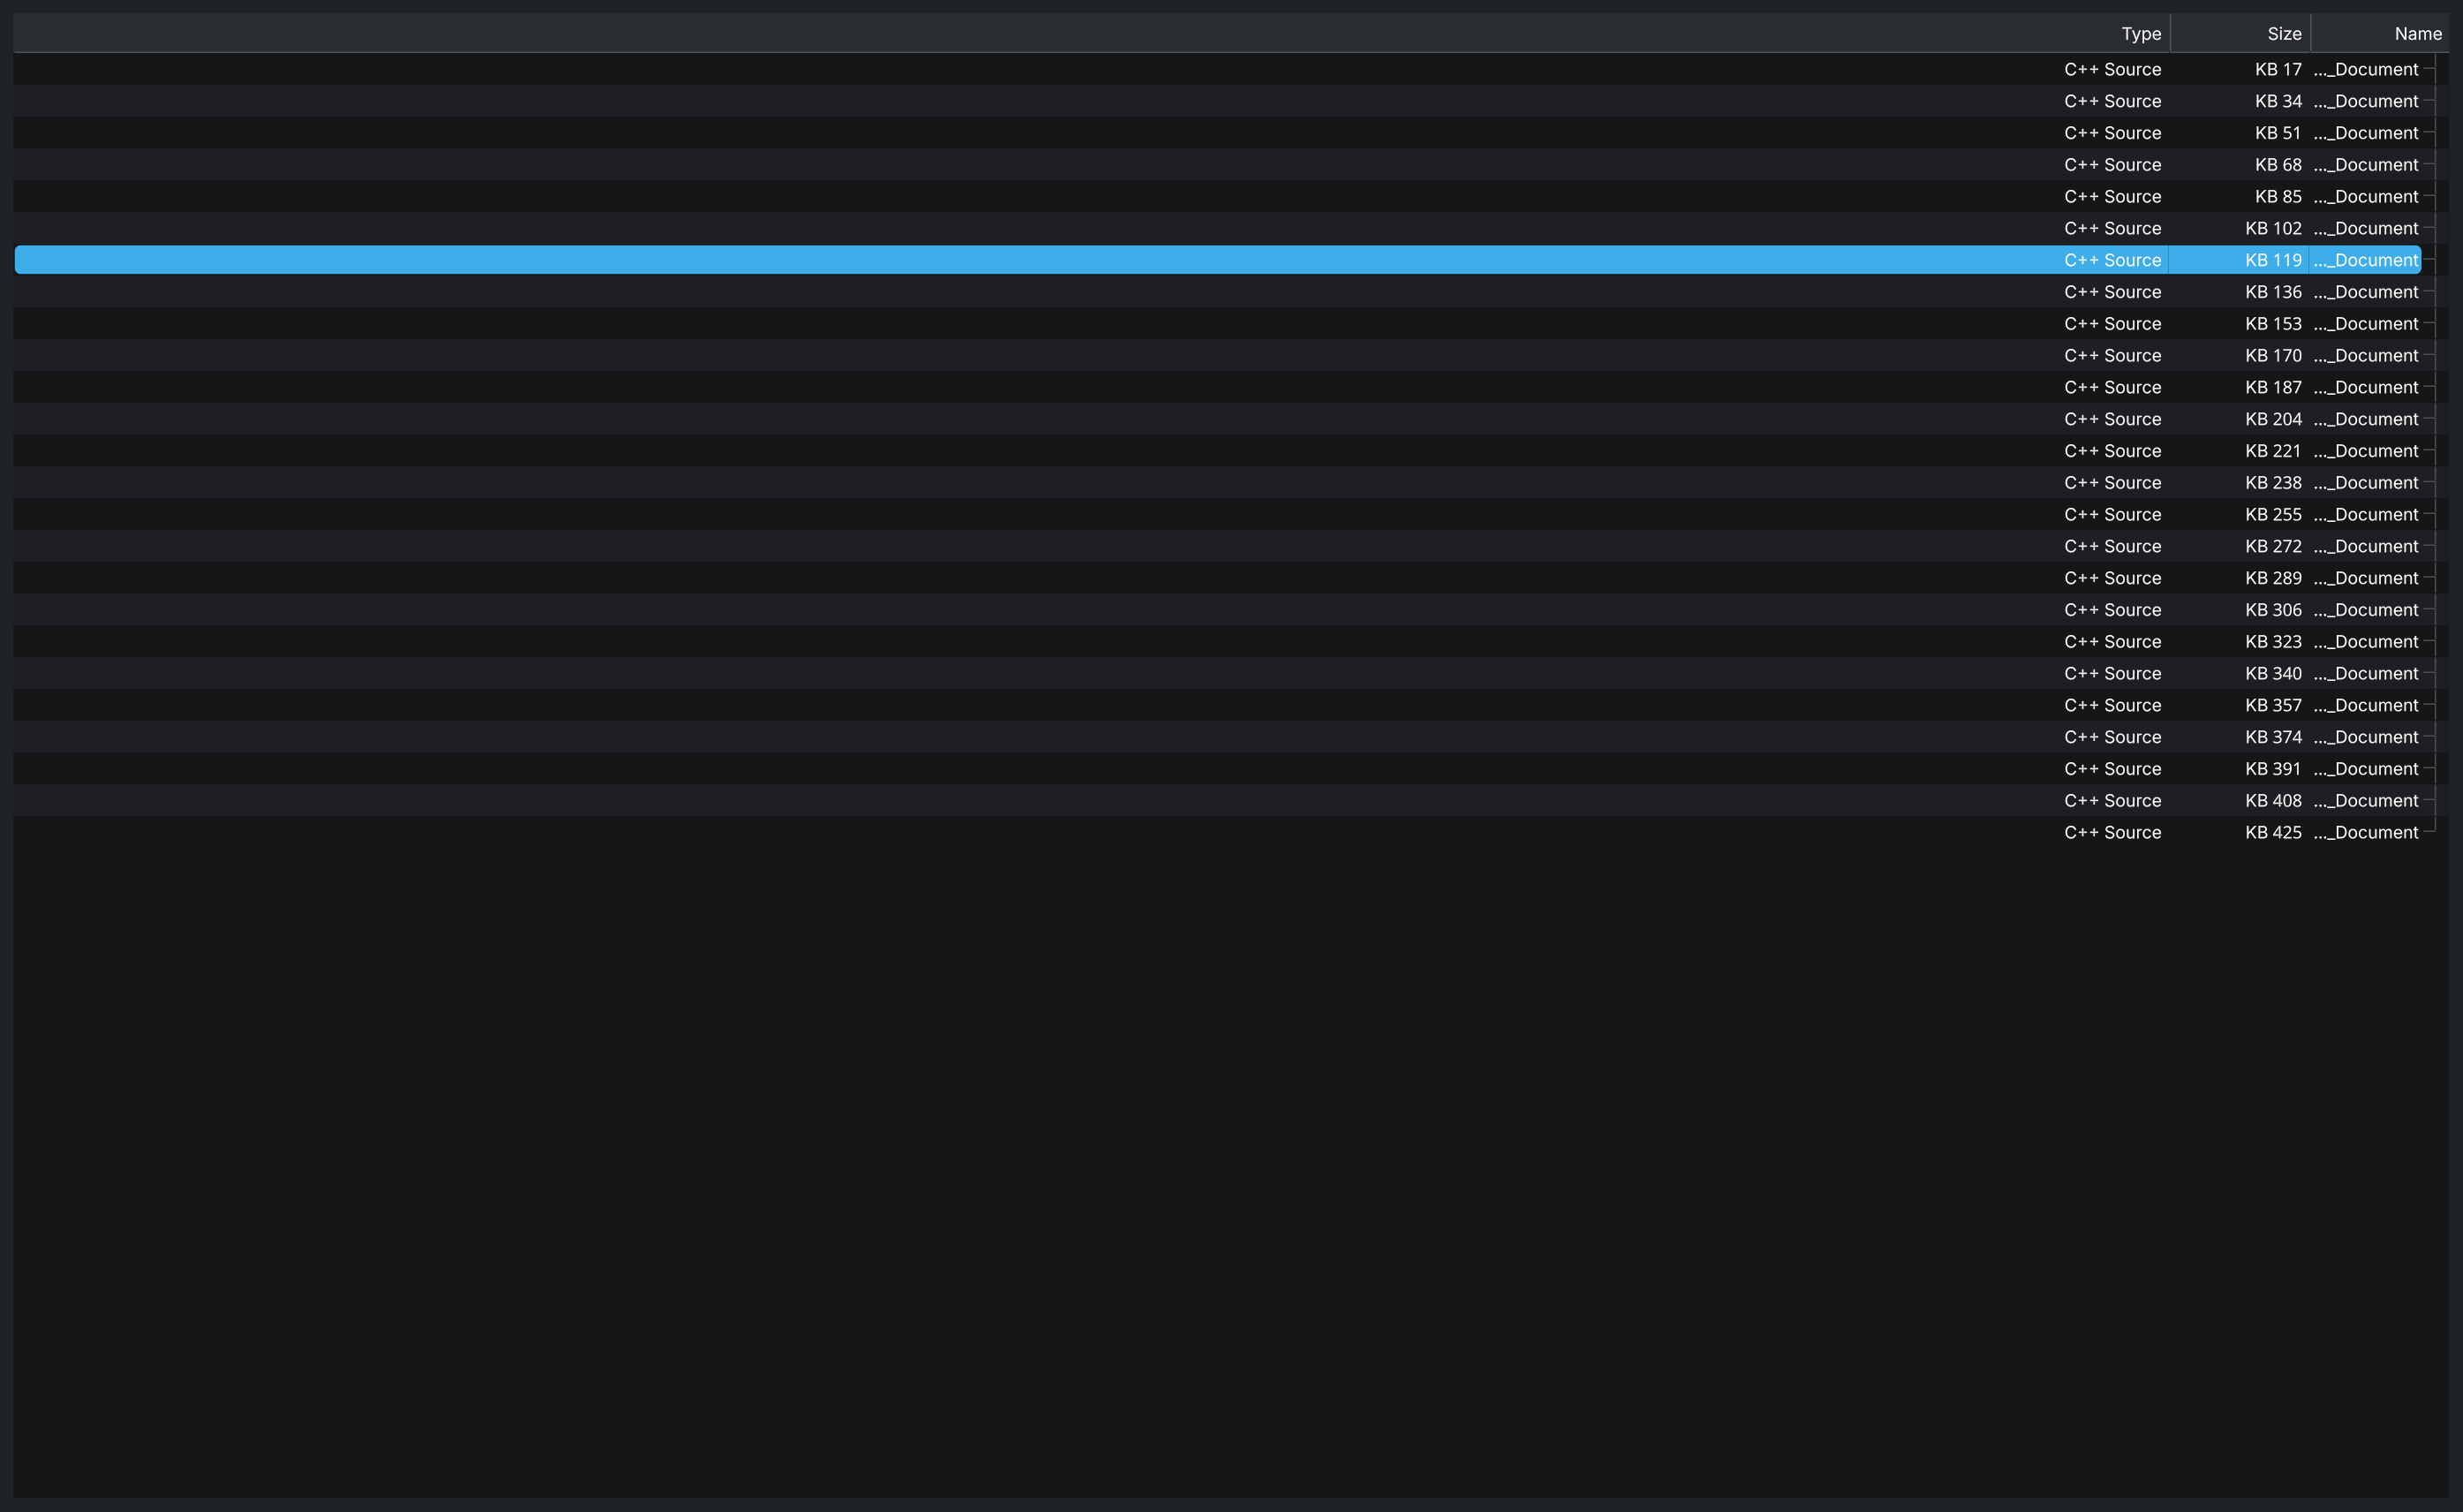 Name Size Type
..._Document KB 17 C++ Source
..._Document KB 34 C++ Source
..._Document KB 51 C++ Source
..._Document KB 68 C++ Source
..._Document KB 85 C++ Source
..._Document KB 102 C++ Source
..._Document KB 119 C++ Source
..._Document KB 136 C++ Source
..._Document KB 153 C++ Source
..._Document KB 170 C++ Source
..._Document KB 187 C++ Source
..._Document KB 204 C++ Source
..._Document KB 221 C++ Source
..._Document KB 238 C++ Source
..._Document KB 255 C++ Source
..._Document KB 272 C++ Source
..._Document KB 289 C++ Source
..._Document KB 306 C++ Source
..._Document KB 323 C++ Source
..._Document KB 340 C++ Source
..._Document KB 357 C++ Source
..._Document KB 374 C++ Source
..._Document KB 391 C++ Source
..._Document KB 408 C++ Source
..._Document KB 425 C++ Source